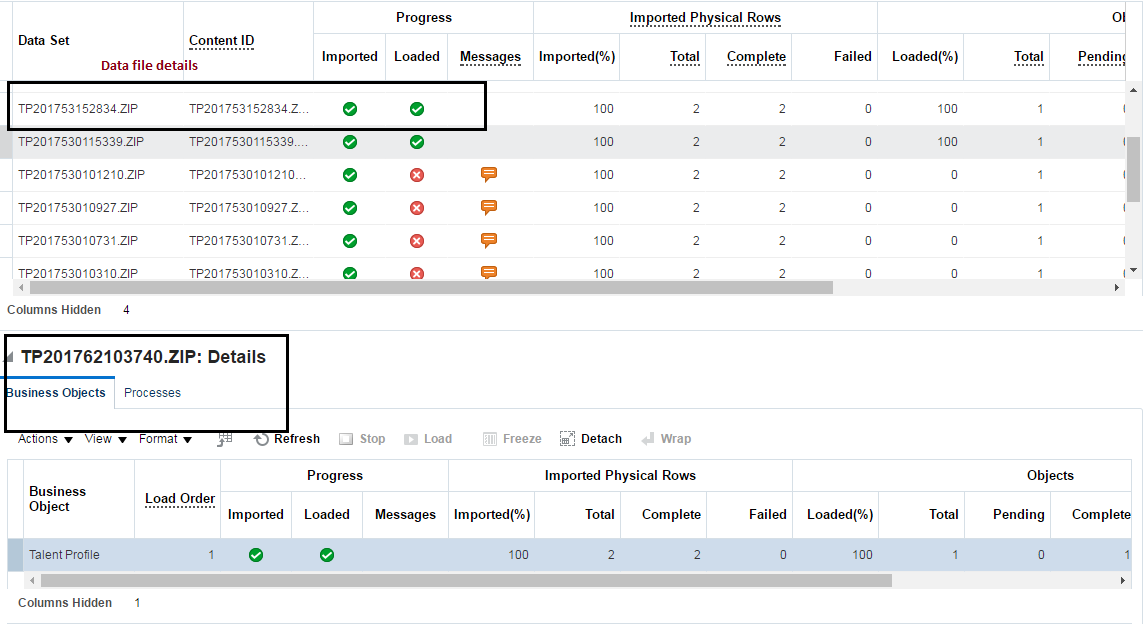 Progress Imported Physical Rows
Data Set Content ID Imported Loaded Messages Imported(%) Total Complete Failed Loaded(%) Total Pending
Data file details
TP201753152834.ZIP TP201753152834.Z... 100 2 2 0 100 1
TP2017530115339.ZIP TP2017530115339.... 100 2 2 0 100 1
TP2017530101210.ZIP TP2017530101210... 100 2 2 0 0 1
TP201753010927.ZIP TP201753010927.Z... 100 2 2 0 0 1
TP201753010731.ZIP TP201753010731.Z... 100 2 2 0 0 1
TP201753010310.ZIP TP201753010310.Z... 100 2 2 0 0 1
Columns Hidden 4
TP201762103740.ZIP: Details
Business Objects Processes
Actions View Format Refresh Stop Load Freeze Detach Wrap
Progress Imported Physical Rows Objects
Business Object Load Order Imported Loaded Messages Imported(%) Total Complete Failed Loaded(%) Total Pending Complete
Talent Profile 1 100 2 2 0 100 1 0 1
Columns Hidden 1